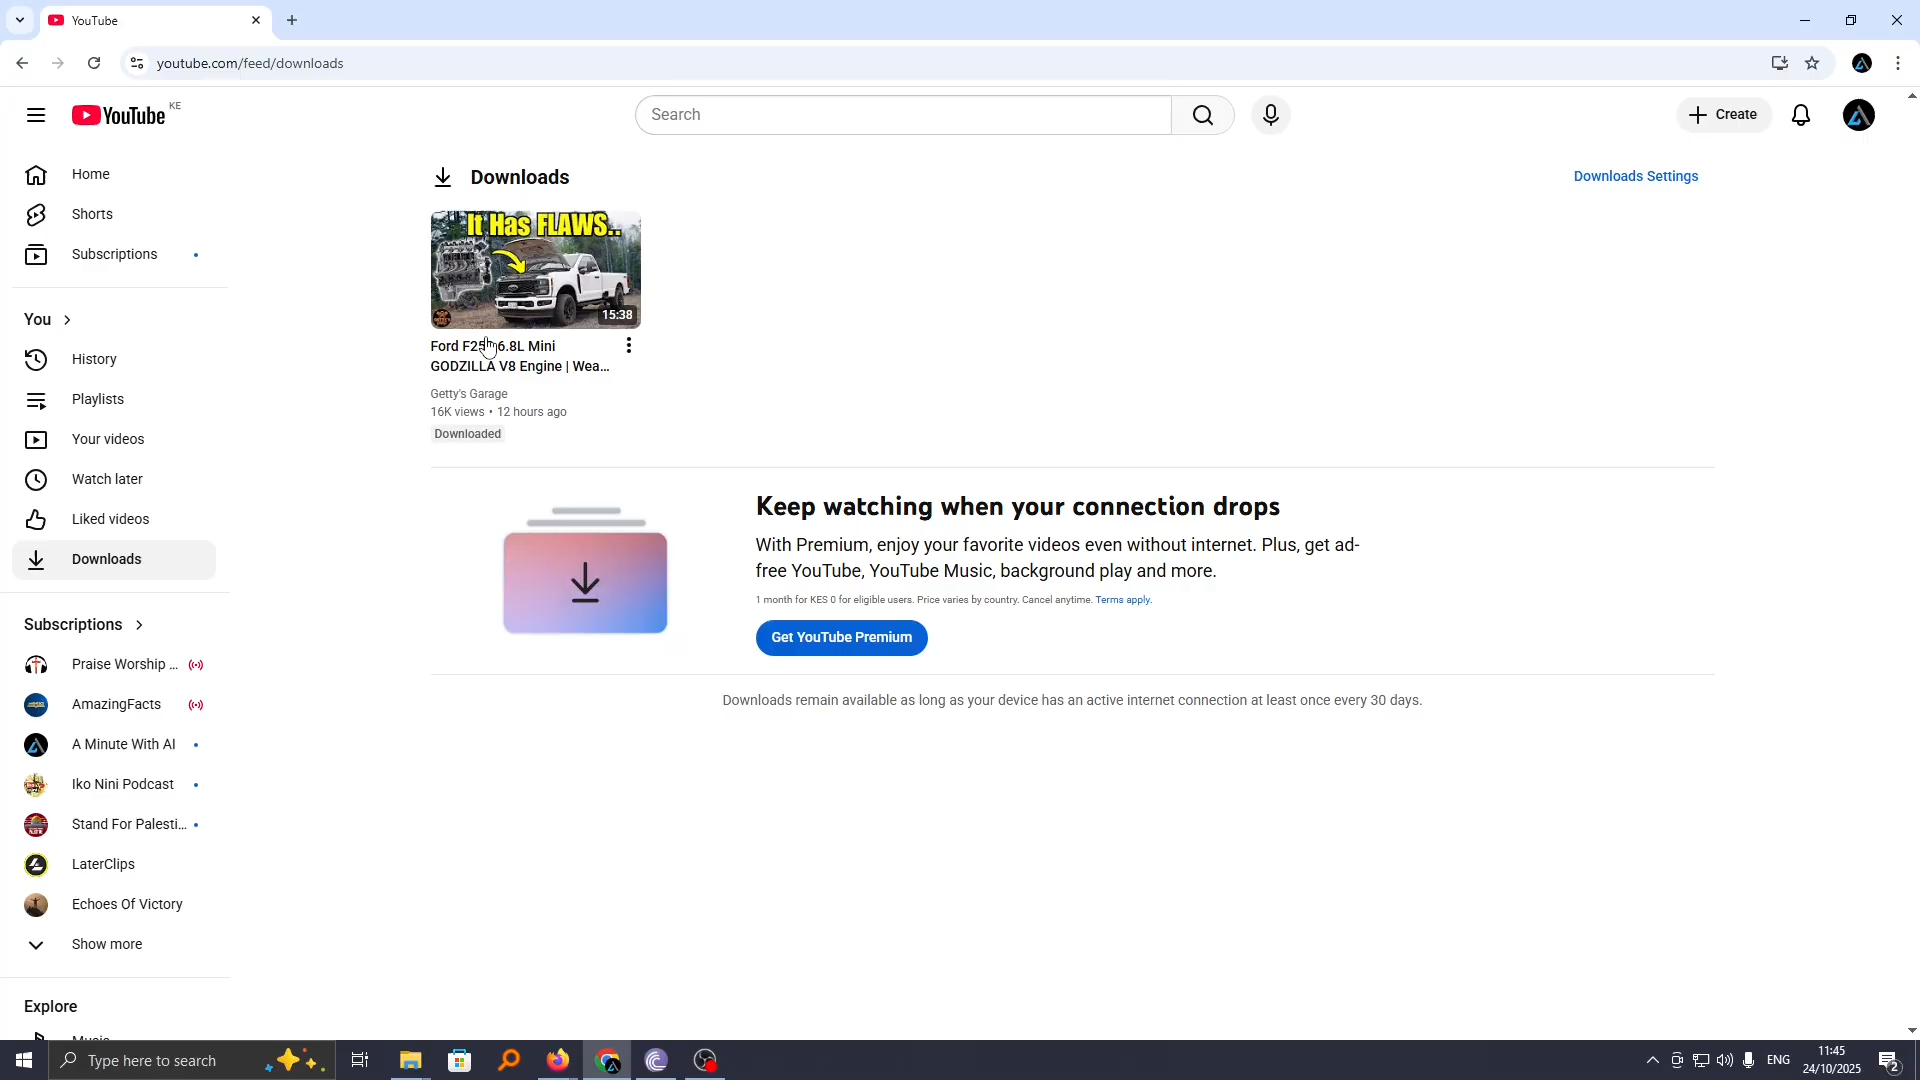 YouTube
youtube.com/feed/downloads
YouTube KE
Search
Create
Home
Shorts
Subscriptions
You
History
Playlists
Your videos
Watch later
Liked videos
Downloads
Subscriptions
Praise Worship ...
AmazingFacts
A Minute With AI
Iko Nini Podcast
Stand For Palesti...
LaterClips
Echoes Of Victory
Show more
Explore
Downloads
Downloads Settings
It Has FLAWS..
15:38
6.8L Mini
GODZILLA V8 Engine | Wea...
Getty's Garage
16K views • 12 hours ago
Downloaded
Keep watching when your connection drops
With Premium, enjoy your favorite videos even without internet. Plus, get ad-
free YouTube, YouTube Music, background play and more.
1 month for KES 0 for eligible users. Price varies by country. Cancel anytime. Terms apply.
Get YouTube Premium
Downloads remain available as long as your device has an active internet connection at least once every 30 days.
Type here to search
ENG
11:45
24/10/2025
2